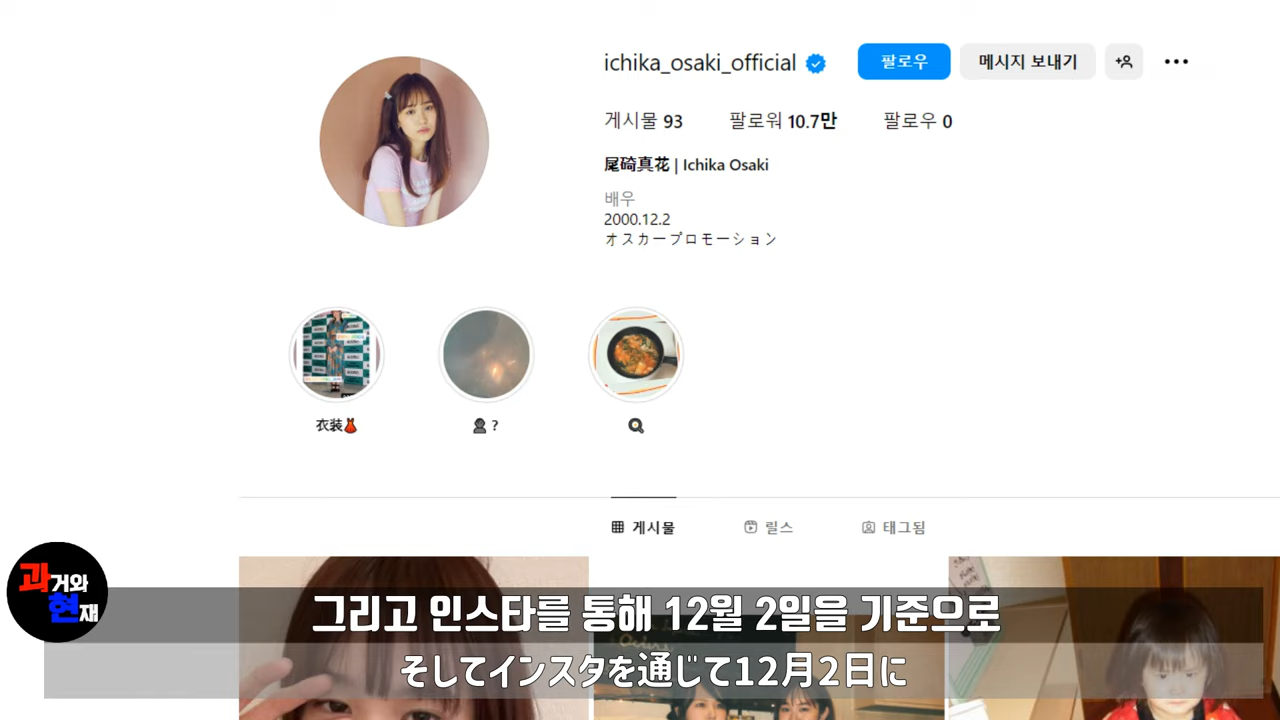 ichika_osaki_official
팔로우
메시지 보내기
게시물 93 팔로워 10.7만 팔로우 0
尾碕真花 | Ichika Osaki
배우
2000.12.2
オスカープロモーション
衣装👗
?
게시물 릴스 태그됨
과거와
현재
그리고 인스타를 통해 12월 2일을 기준으로
そしてインスタを通じて12月2日に